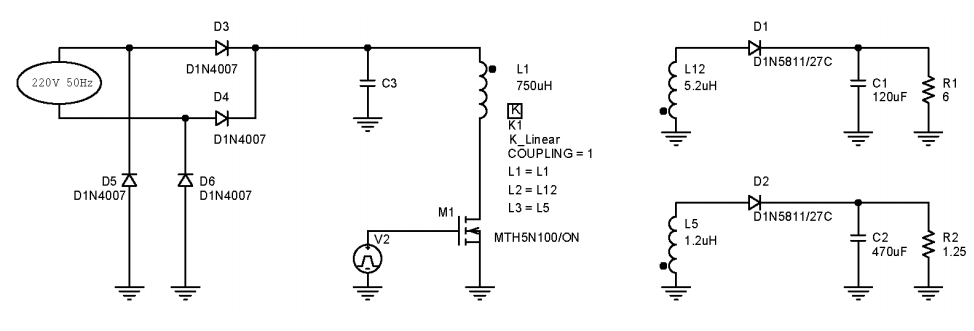 D3
D1N4007
220V 50Hz
D4
D1N4007
C3
L1
750uH
K
K1
K_Linear
COUPLING = 1
L1 = L1
L2 = L12
L3 = L5
D5
D1N4007
D6
D1N4007
M1
MTH5N100/ON
V2
D1
D1N5811/27C
L12
5.2uH
C1
120uF
R1
6
D2
D1N5811/27C
L5
1.2uH
C2
470uF
R2
1.25